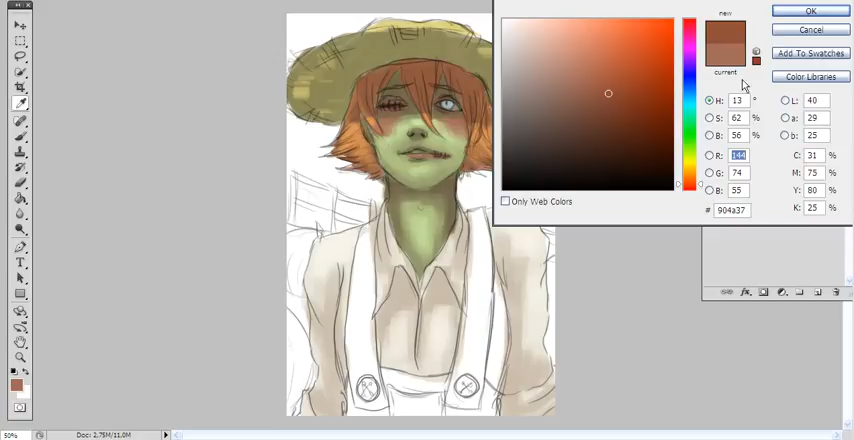 new
OK
Cancel
Add To Swatches
current
Color Libraries
H: 13 °
L: 40
S: 62 %
a: 29
B: 56 %
b: 25
R: 144
C: 31 %
G: 74
M: 75 %
B: 55
Y: 80 %
Only Web Colors
# 904a37
K: 25 %
fx
T
50%
Doc: 2.75M/11.0M